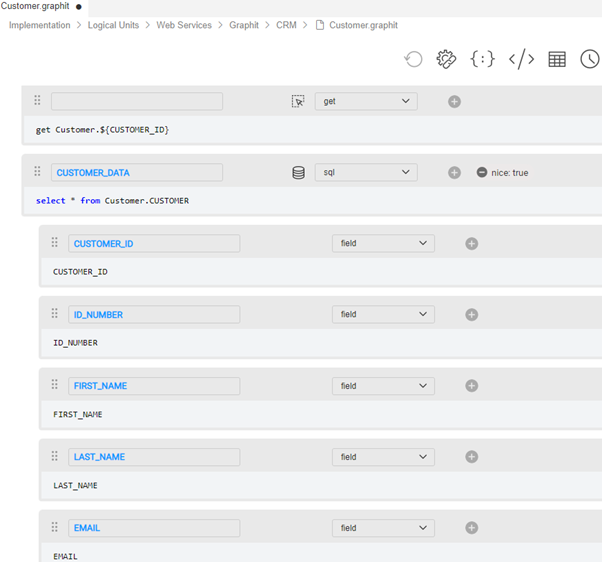 Customer.graphit
Implementation > Logical Units > Web Services > Graphit > CRM > Customer.graphit
{:} </>
get
get Customer.${CUSTOMER_ID}
CUSTOMER_DATA sql nice: true
select * from Customer.CUSTOMER
CUSTOMER_ID field
CUSTOMER_ID
ID_NUMBER field
ID_NUMBER
FIRST_NAME field
FIRST_NAME
LAST_NAME field
LAST_NAME
EMAIL field
EMAIL